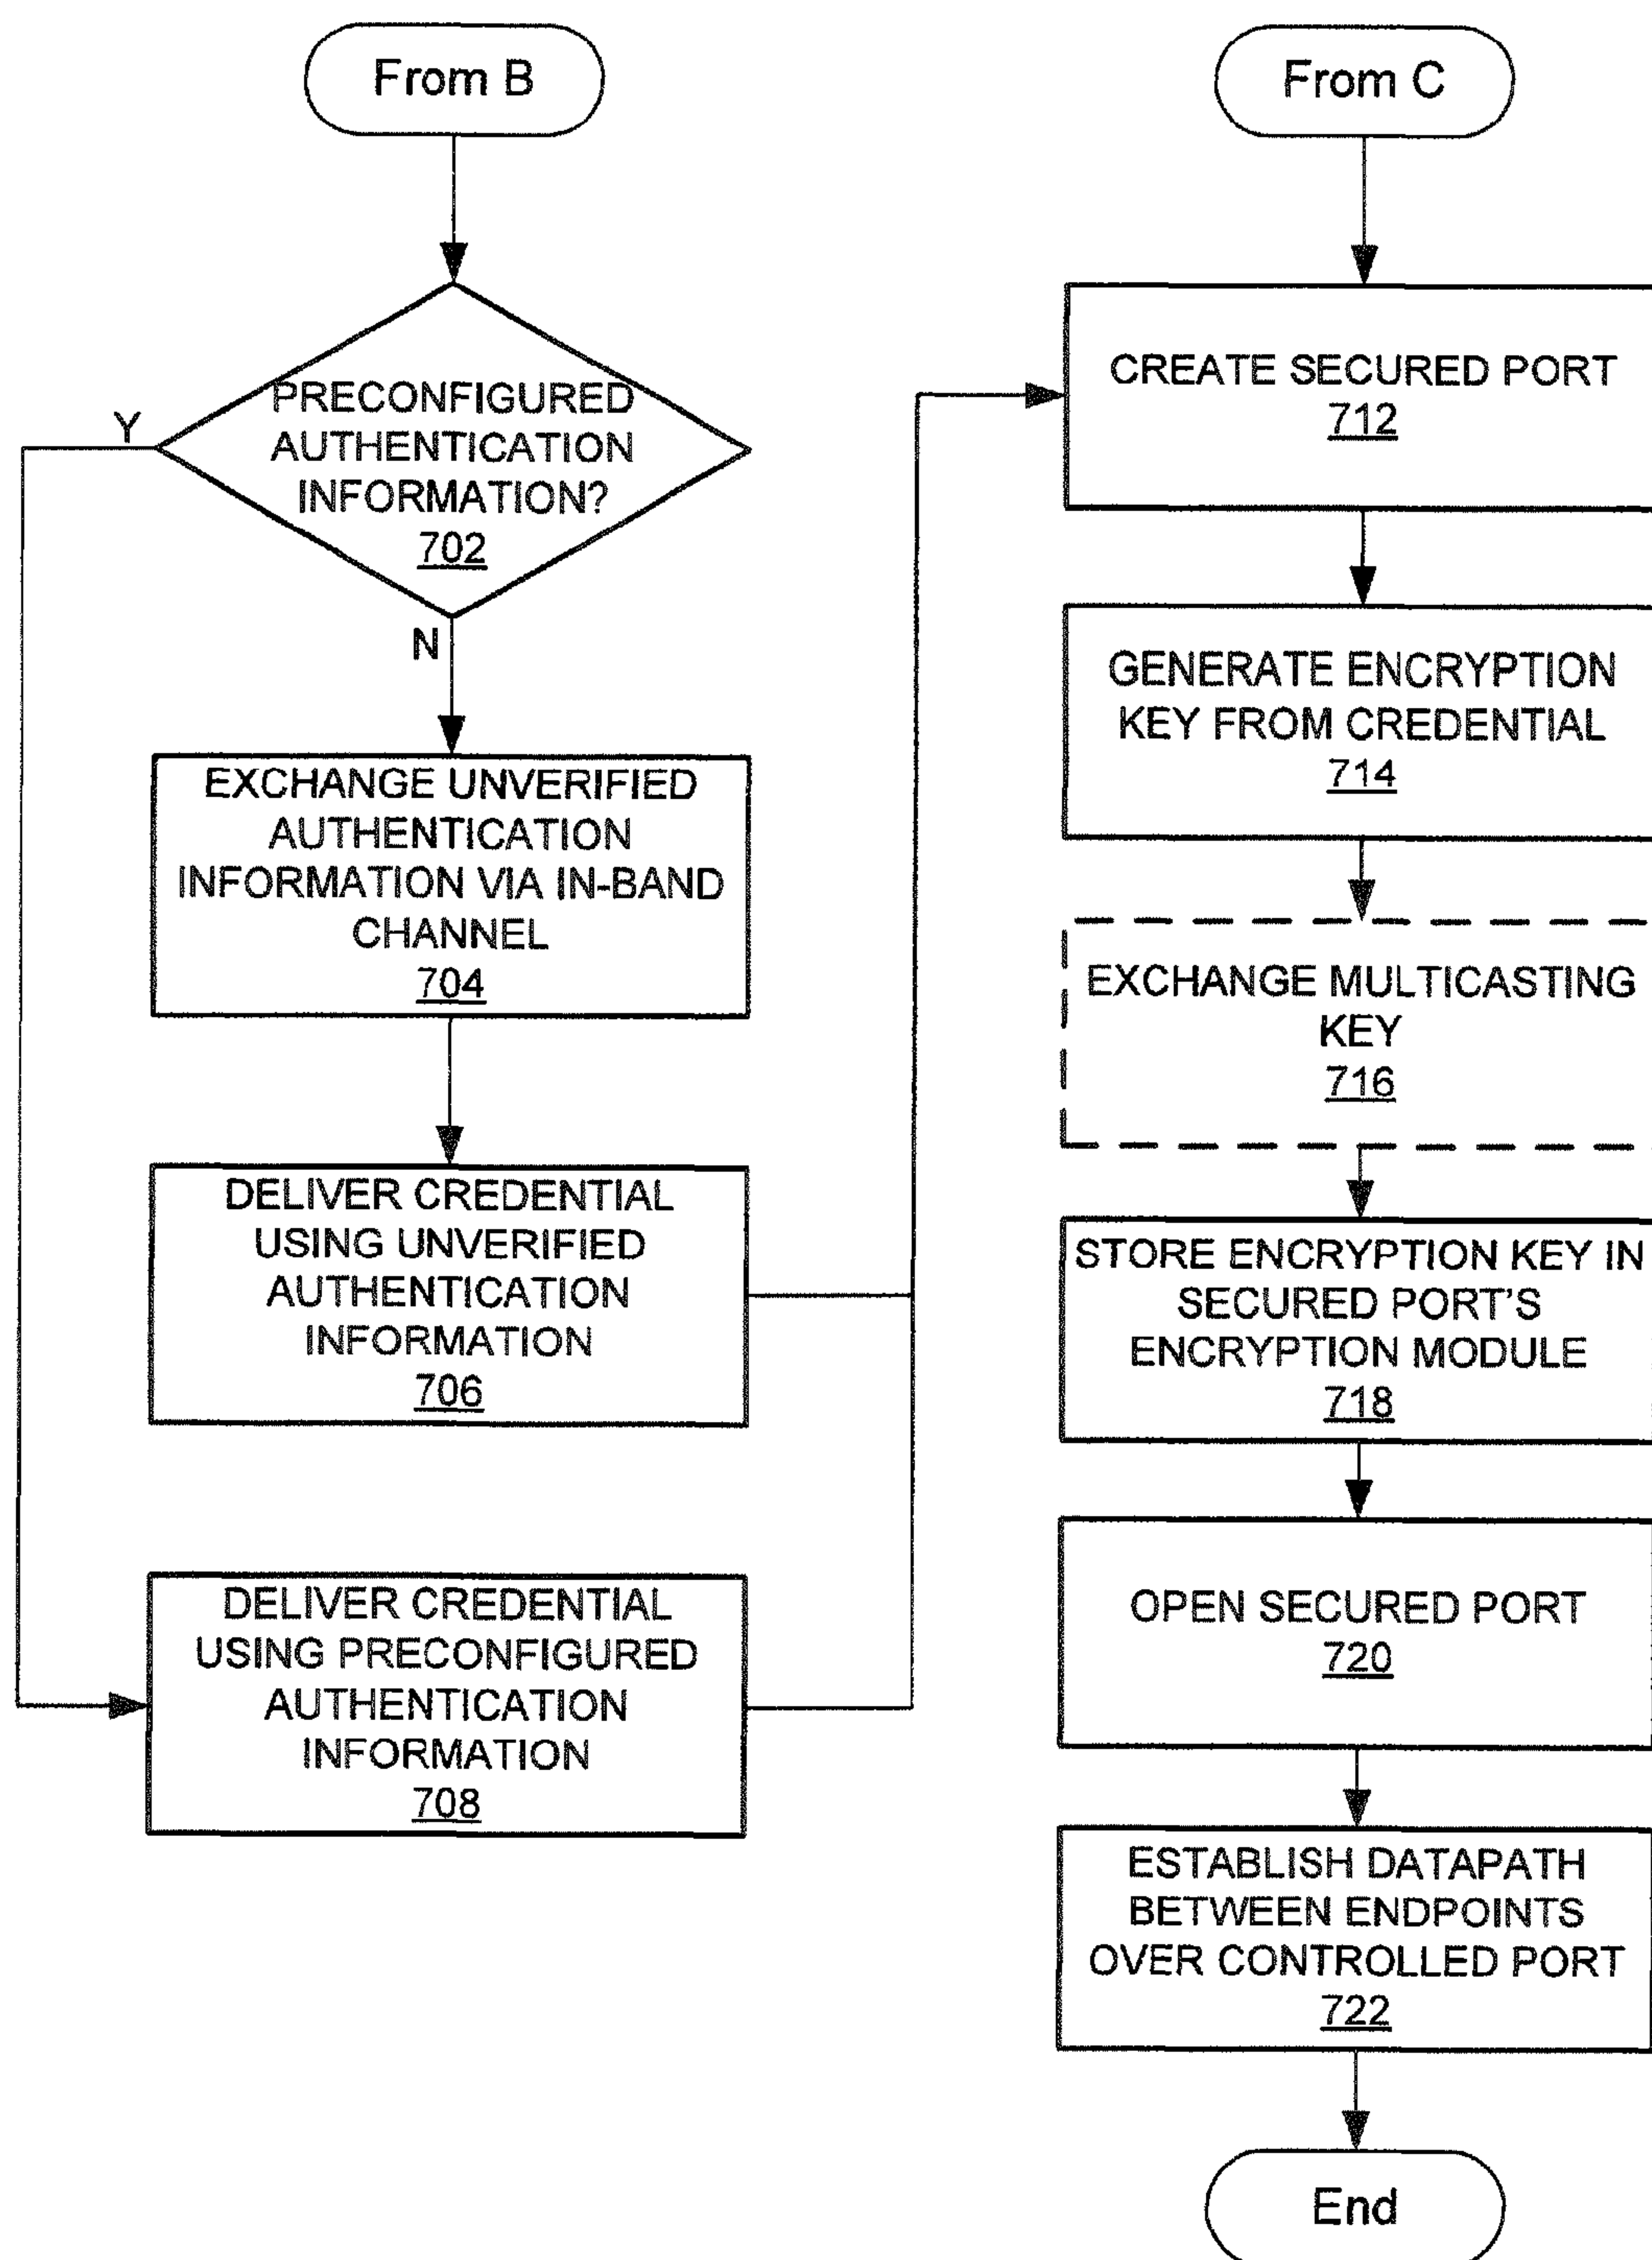 From B
PRECONFIGURED
AUTHENTICATION
INFORMATION?
702
Y
N
EXCHANGE UNVERIFIED
AUTHENTICATION
INFORMATION VIA IN-BAND
CHANNEL
704
DELIVER CREDENTIAL
USING UNVERIFIED
AUTHENTICATION
INFORMATION
706
DELIVER CREDENTIAL
USING PRECONFIGURED
AUTHENTICATION
INFORMATION
708
From C
CREATE SECURED PORT
712
GENERATE ENCRYPTION
KEY FROM CREDENTIAL
714
EXCHANGE MULTICASTING
KEY
716
STORE ENCRYPTION KEY IN
SECURED PORT'S
ENCRYPTION MODULE
718
OPEN SECURED PORT
720
ESTABLISH DATAPATH
BETWEEN ENDPOINTS
OVER CONTROLLED PORT
722
End